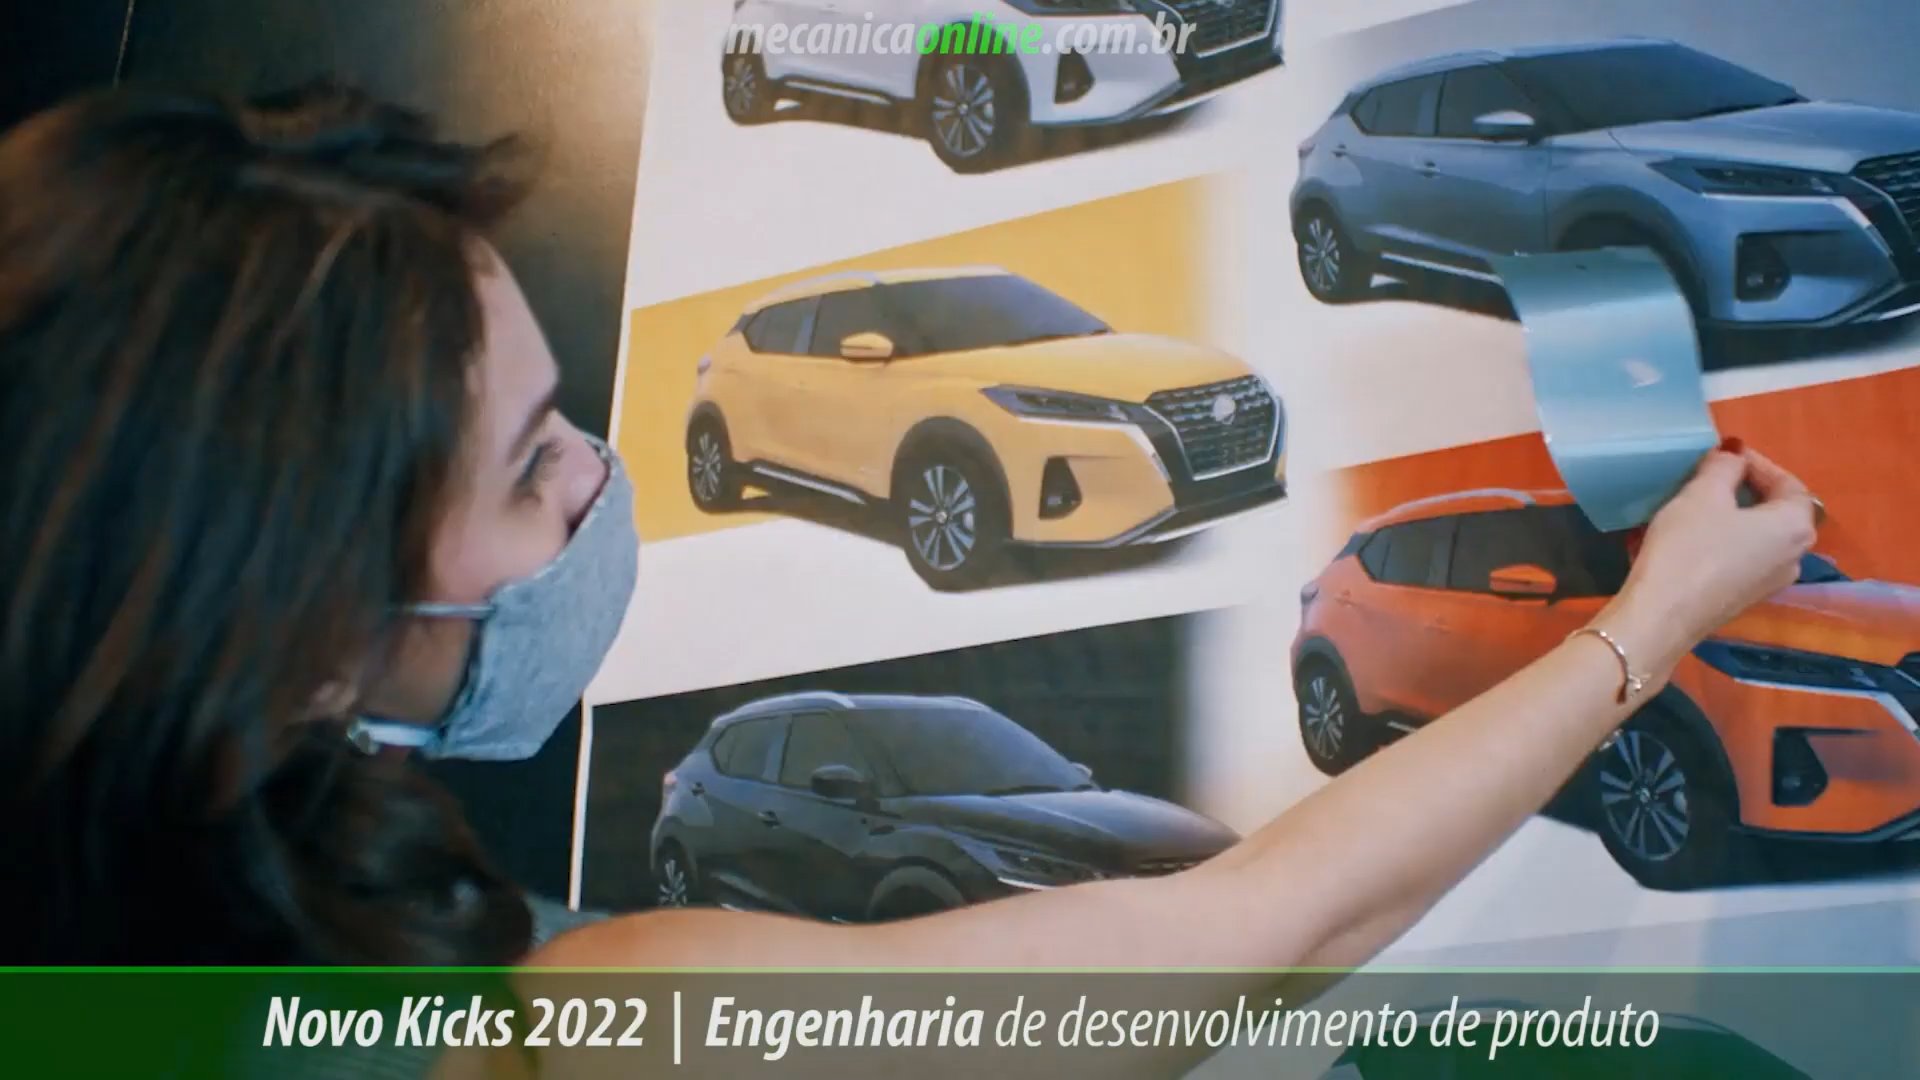 mecanicaonline.com.br
Novo Kicks 2022 | Engenharia de desenvolvimento de produto